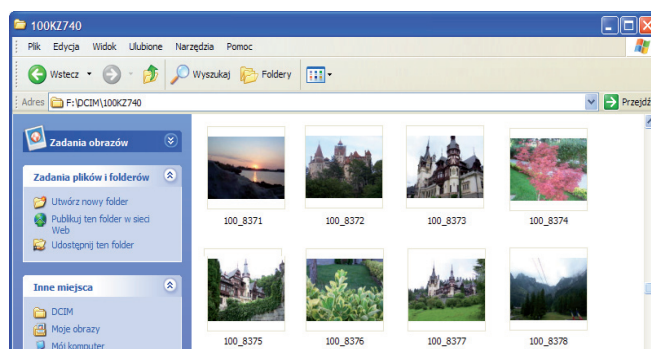 100KZ740
Plik Edycja Widok Ulubione Narzędzia Pomoc
Wstecz Wyszukaj Foldery
Adres F:\DCIM\100KZ740 Przejdź
Zadania obrazów
Zadania plików i folderów
Utwórz nowy folder
Publikuj ten folder w sieci
Web
Udostępnij ten folder
Inne miejsca
DCIM
Moje obrazy
Mój komputer
100_8371 100_8372 100_8373 100_8374
100_8375 100_8376 100_8377 100_8378